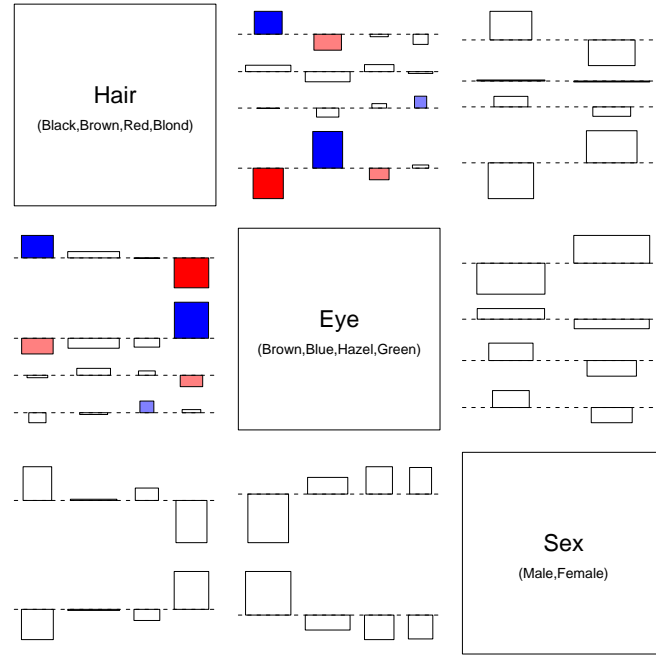 Hair
(Black,Brown,Red,Blond)
Eye
(Brown,Blue,Hazel,Green)
Sex
(Male,Female)